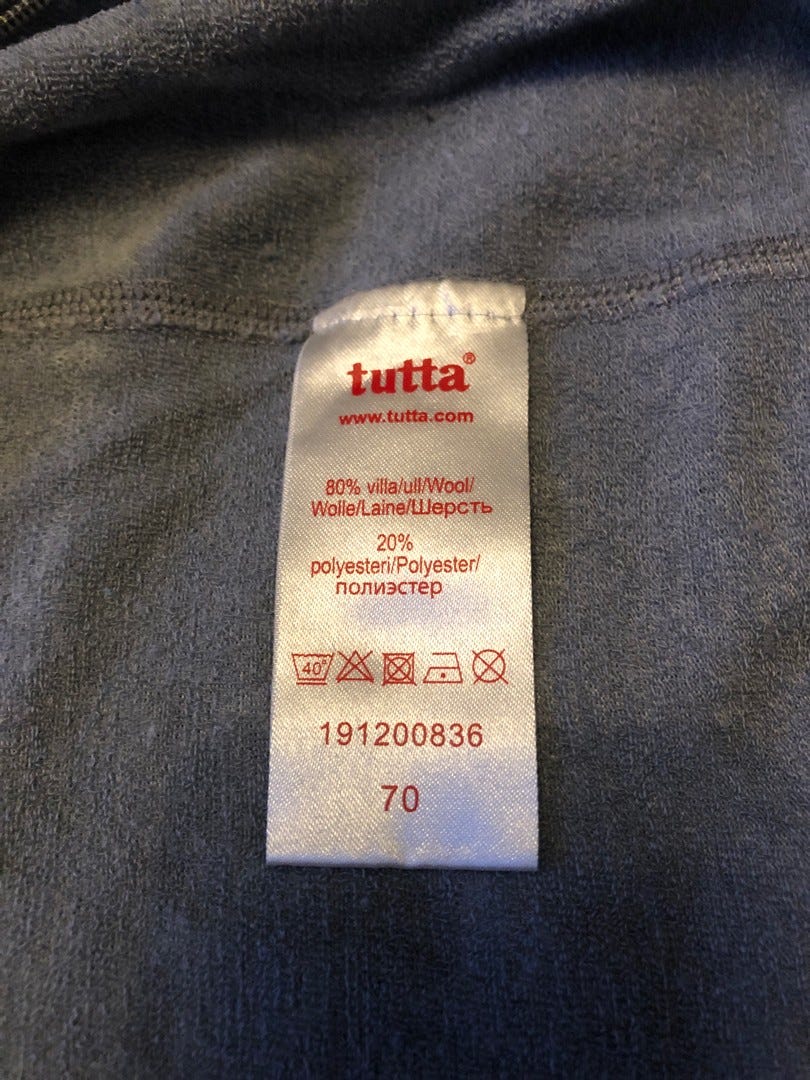 tutta®
www.tutta.com
80% villa/ull/Wool/
Wolle/Laine/Шерсть
20%
polyesteri/Polyester/
полиэстер
40°
191200836
70